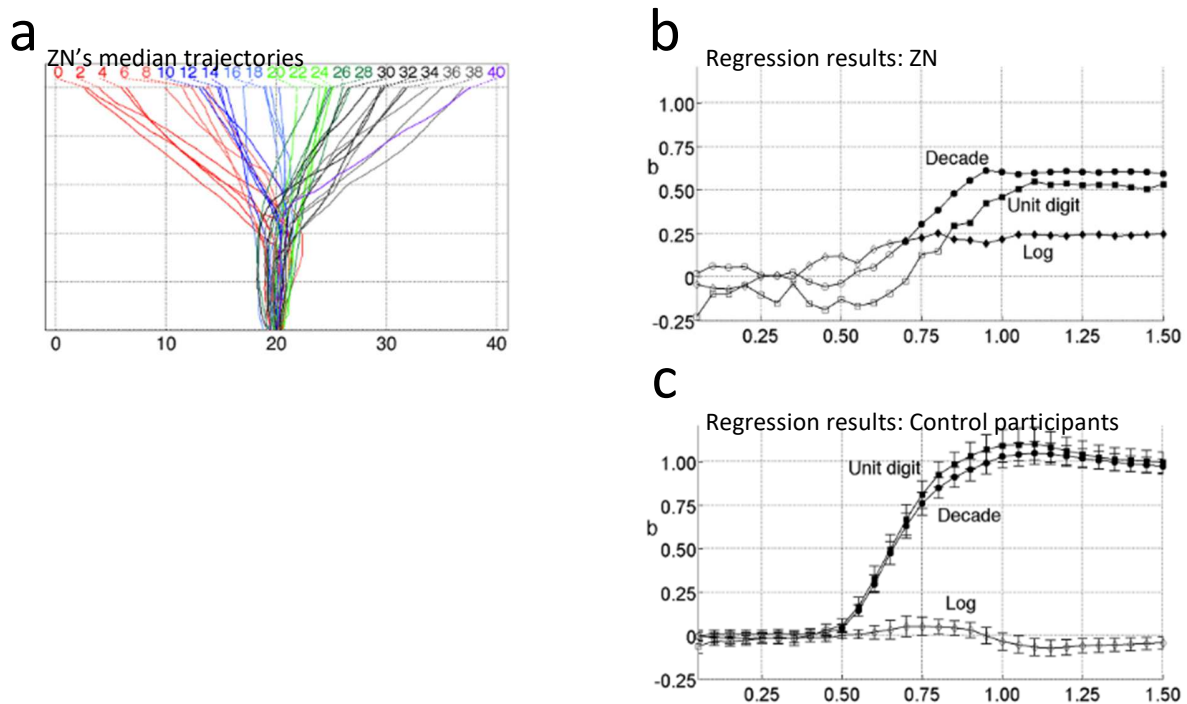 a
ZN's median trajectories
0 2 4 6 8 10 12 14 16 18 20 22 24 26 28 30 32 34 36 38 40
0 10 20 30 40
b
Regression results: ZN
1.00
0.75
b
Decade
0.50
Unit digit
0.25
Log
0
-0.25
0.25 0.50 0.75 1.00 1.25 1.50
c
Regression results: Control participants
1.00
Unit digit
0.75
Decade
b
0.50
0.25
Log
0
-0.25
0.25 0.50 0.75 1.00 1.25 1.50